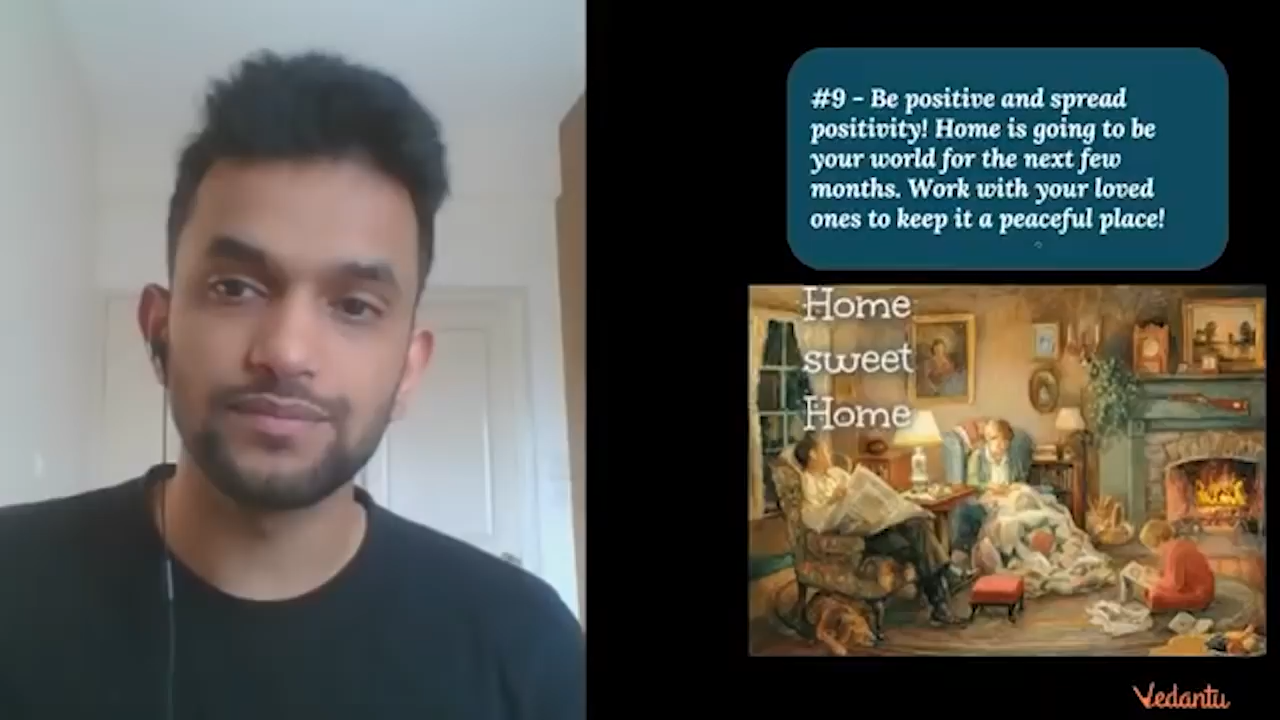 #9 - Be positive and spread
positivity! Home is going to be
your world for the next few
months. Work with your loved
ones to keep it a peaceful place!
Home
sweet
Home
Vedantu